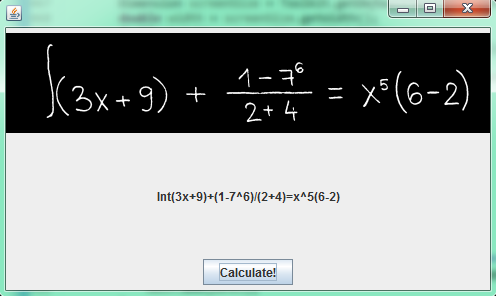 ∫(3x+9) + (1-7⁶)/(2+4) = x⁵(6-2)
Int(3x+9)+(1-7^6)/(2+4)=x^5(6-2)
Calculate!